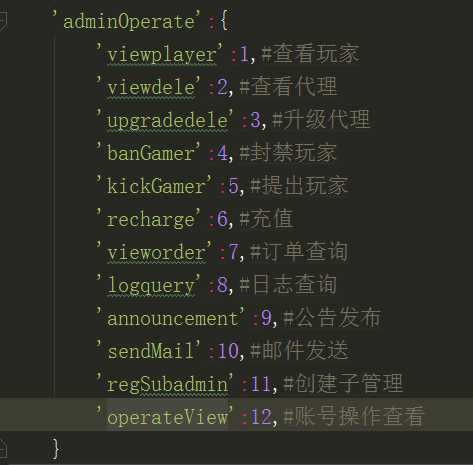 'adminOperate':{
'viewplayer':1,#查看玩家
'viewdele':2,#查看代理
'upgradedele':3,#升级代理
'banGamer':4,#封禁玩家
'kickGamer':5,#提出玩家
'recharge':6,#充值
'vieworder':7,#订单查询
'logquery':8,#日志查询
'announcement':9,#公告发布
'sendMail':10,#邮件发送
'regSubadmin':11,#创建子管理
'operateView':12,#账号操作查看
}